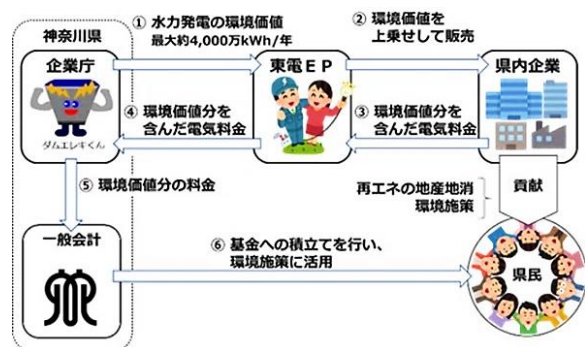 神奈川県
企業庁
ダムエレキくん
① 水力発電の環境価値
最大約4,000万kWh/年
東電ＥＰ
② 環境価値を
上乗せして販売
県内企業
④ 環境価値分を
含んだ電気料金
③ 環境価値分を
含んだ電気料金
⑤ 環境価値分の料金
再エネの地産地消
環境施策
貢献
一般会計
⑥ 基金への積立てを行い、
環境施策に活用
県民